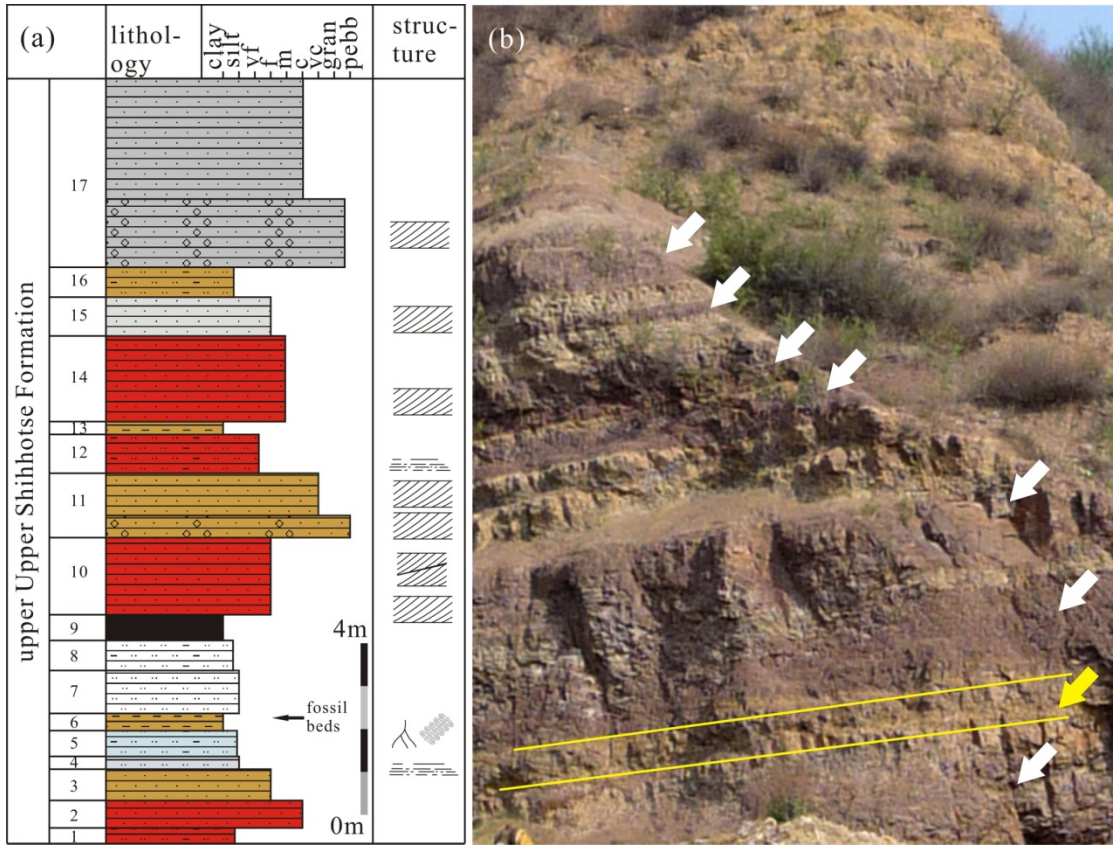 (a)
lithol-
ogy
clay
silt
vf
f
m
c
vc
gran
pebb
struc-
ture
(b)
upper Upper Shihhotse Formation
17
16
15
14
13
12
11
10
9
8
7
6
5
4
3
2
1
4m
fossil
beds
0m